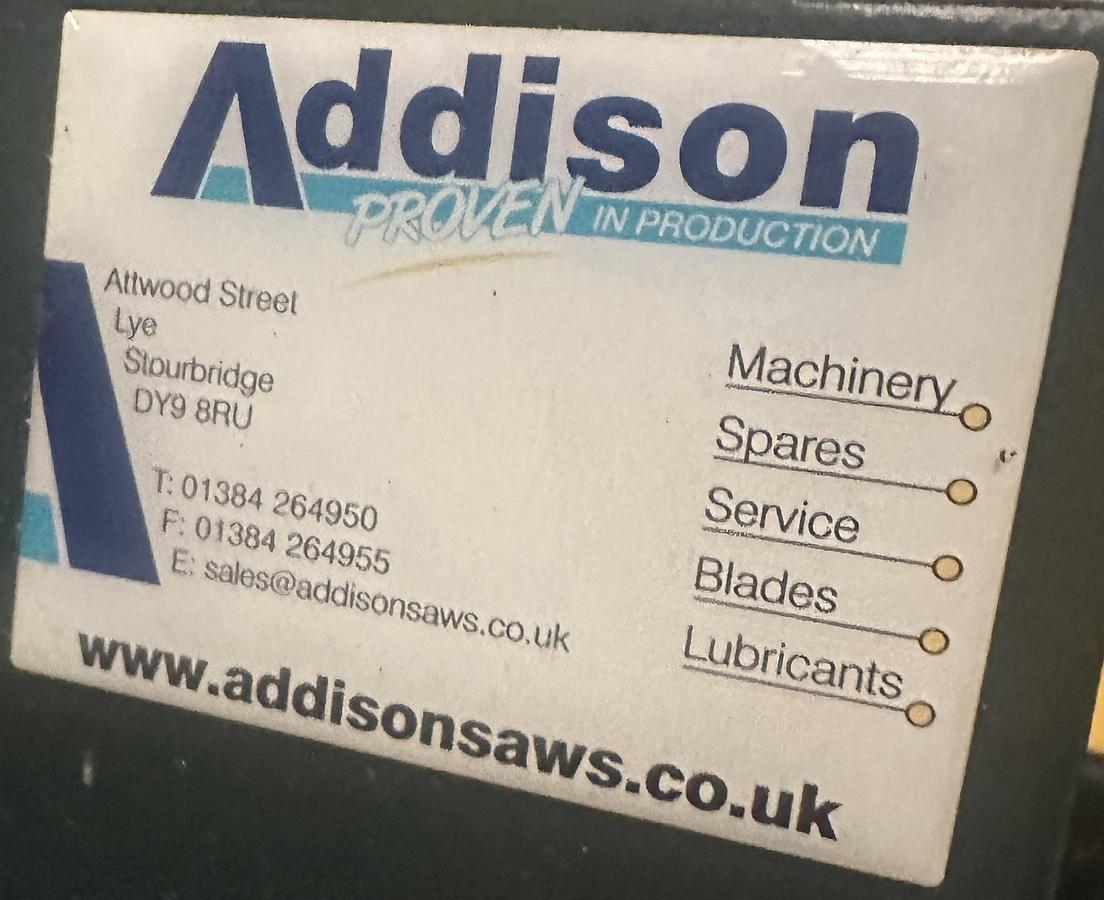 Addison
PROVEN IN PRODUCTION
Attwood Street
Lye
Stourbridge
DY9 8RU
T: 01384 264950
F: 01384 264955
E: sales@addisonsaws.co.uk
www.addisonsaws.co.uk
Machinery
Spares
Service
Blades
Lubricants